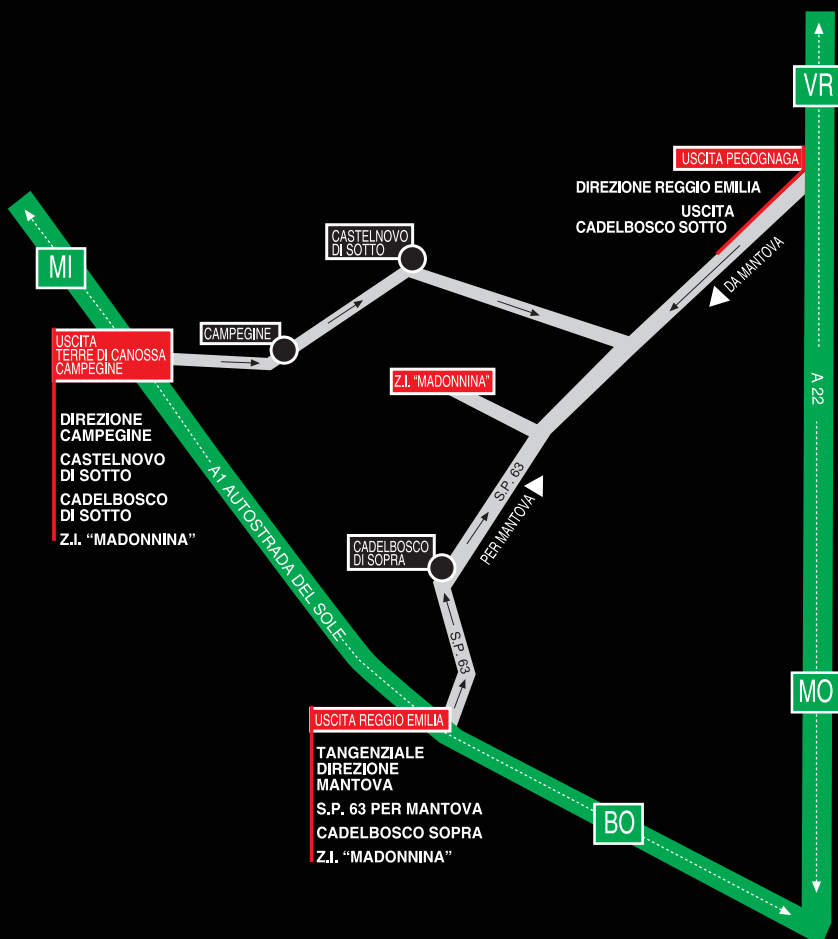 VR
USCITA PEGOGNAGA
DIREZIONE REGGIO EMILIA
USCITA
CADELBOSCO SOTTO
DA MANTOVA
CASTELNOVO
DI SOTTO
MI
CAMPEGINE
USCITA
TERRE DI CANOSSA
CAMPEGINE
Z.I. “MADONNINA”
A 22
DIREZIONE
CAMPEGINE
CASTELNOVO
DI SOTTO
CADELBOSCO
DI SOTTO
Z.I. “MADONNINA”
A1 AUTOSTRADA DEL SOLE
S.P. 63
PER MANTOVA
CADELBOSCO
DI SOPRA
S.P. 63
MO
USCITA REGGIO EMILIA
TANGENZIALE
DIREZIONE
MANTOVA
S.P. 63 PER MANTOVA
CADELBOSCO SOPRA
Z.I. “MADONNINA”
BO